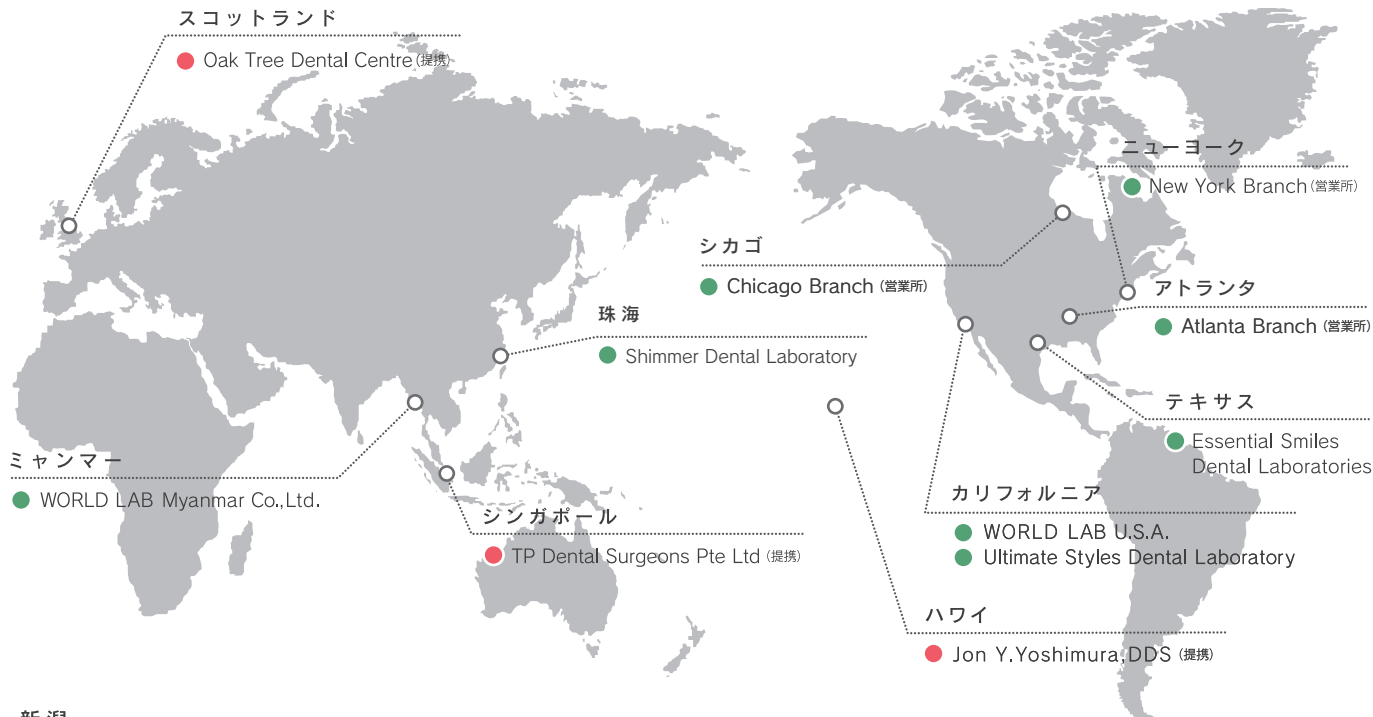 スコットランド
Oak Tree Dental Centre(提携)
ニューヨーク
New York Branch(営業所)
シカゴ
Chicago Branch(営業所)
アトランタ
Atlanta Branch(営業所)
珠海
Shimmer Dental Laboratory
テキサス
Essential Smiles
Dental Laboratories
ミャンマー
WORLD LAB Myanmar Co.,Ltd.
カリフォルニア
WORLD LAB U.S.A.
Ultimate Styles Dental Laboratory
シンガポール
TP Dental Surgeons Pte Ltd(提携)
ハワイ
Jon Y.Yoshimura,DDS(提携)
新潟